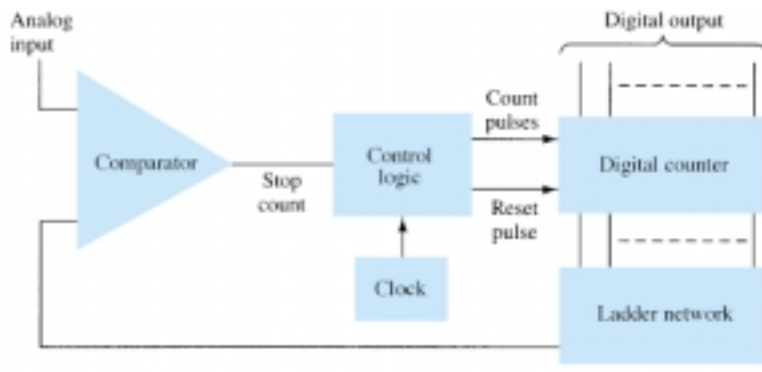 Analog
input
Digital output
Comparator
Stop
count
Control
logic
Count
pulses
Reset
pulse
Digital counter
Clock
Ladder network